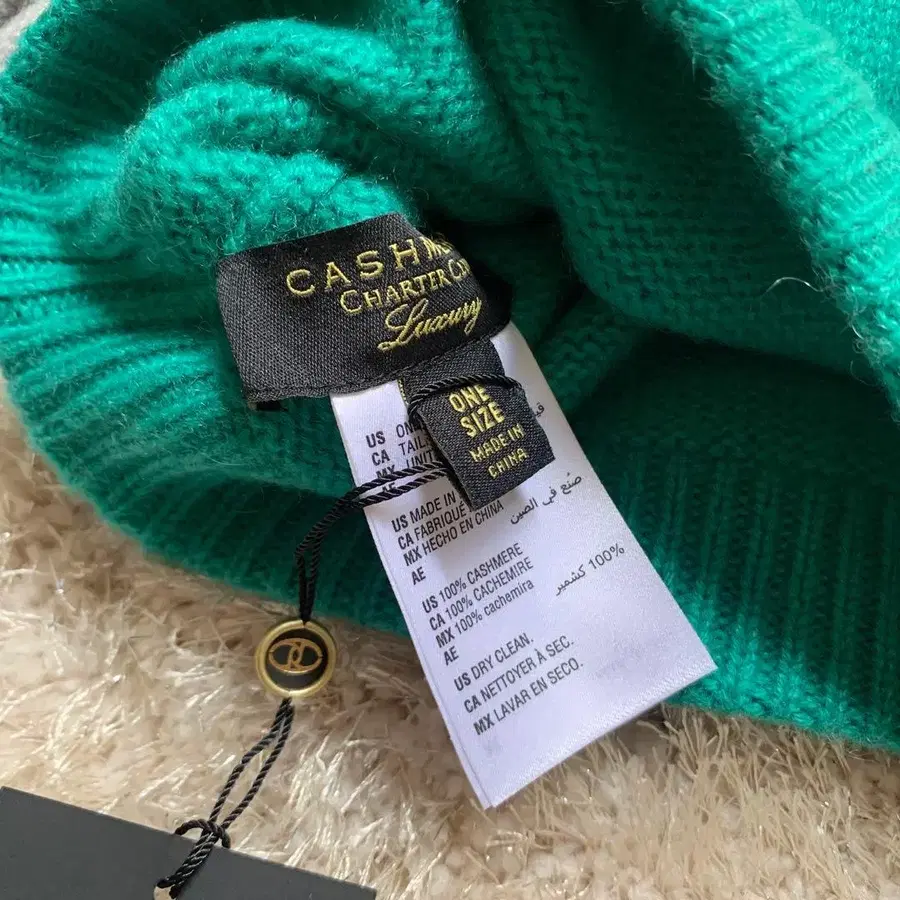 CASHM
CHARTER C
Luxury
ONE
SIZE
MADE IN
CHINA
US ON
CA TAIL
MX UNIT
AE
US MADE IN
CA FABRIQUÉ
MX HECHO EN CHINA
AE صنع في الصين
US 100% CASHMERE
CA 100% CACHEMIRE
MX 100% cachemira
AE 100% كشمير
US DRY CLEAN.
CA NETTOYER À SEC.
MX LAVAR EN SECO.